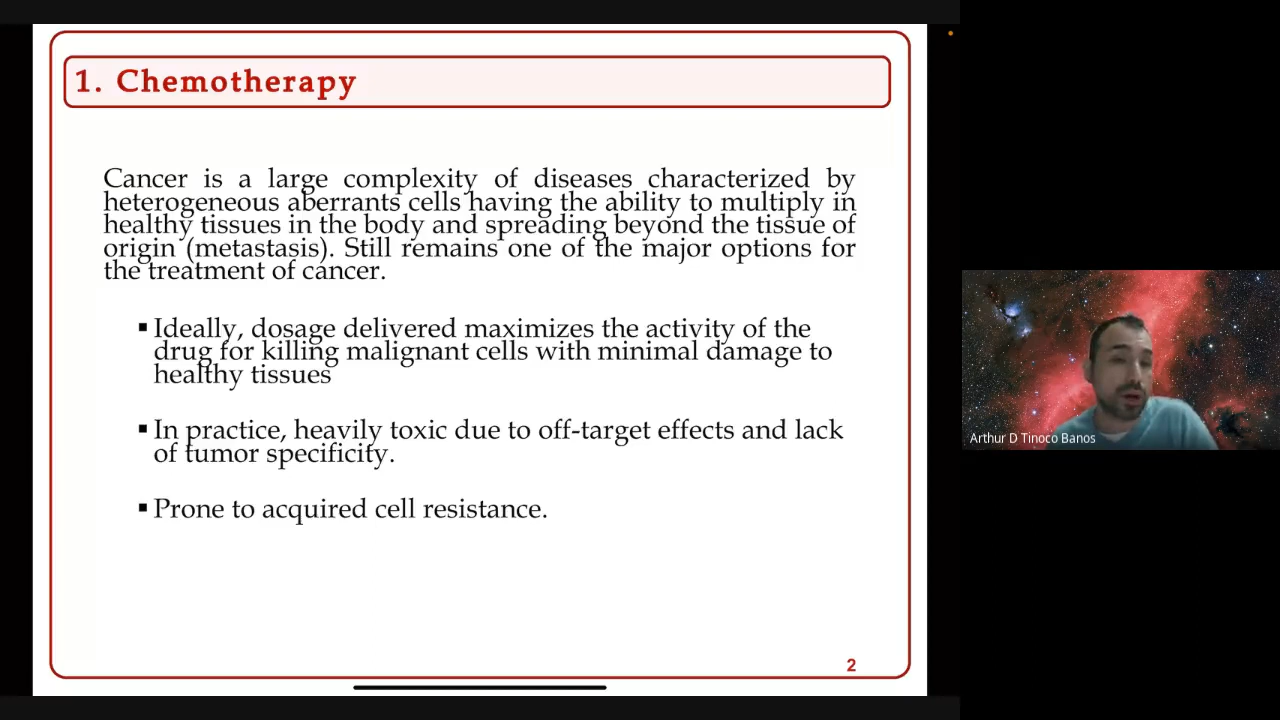 1. Chemotherapy
Cancer is a large complexity of diseases characterized by
heterogeneous aberrants cells having the ability to multiply in
healthy tissues in the body and spreading beyond the tissue of
origin (metastasis). Still remains one of the major options for
the treatment of cancer.
▪ Ideally, dosage delivered maximizes the activity of the
drug for killing malignant cells with minimal damage to
healthy tissues
▪ In practice, heavily toxic due to off-target effects and lack
of tumor specificity.
▪ Prone to acquired cell resistance.
2
Arthur D Tinoco Banos